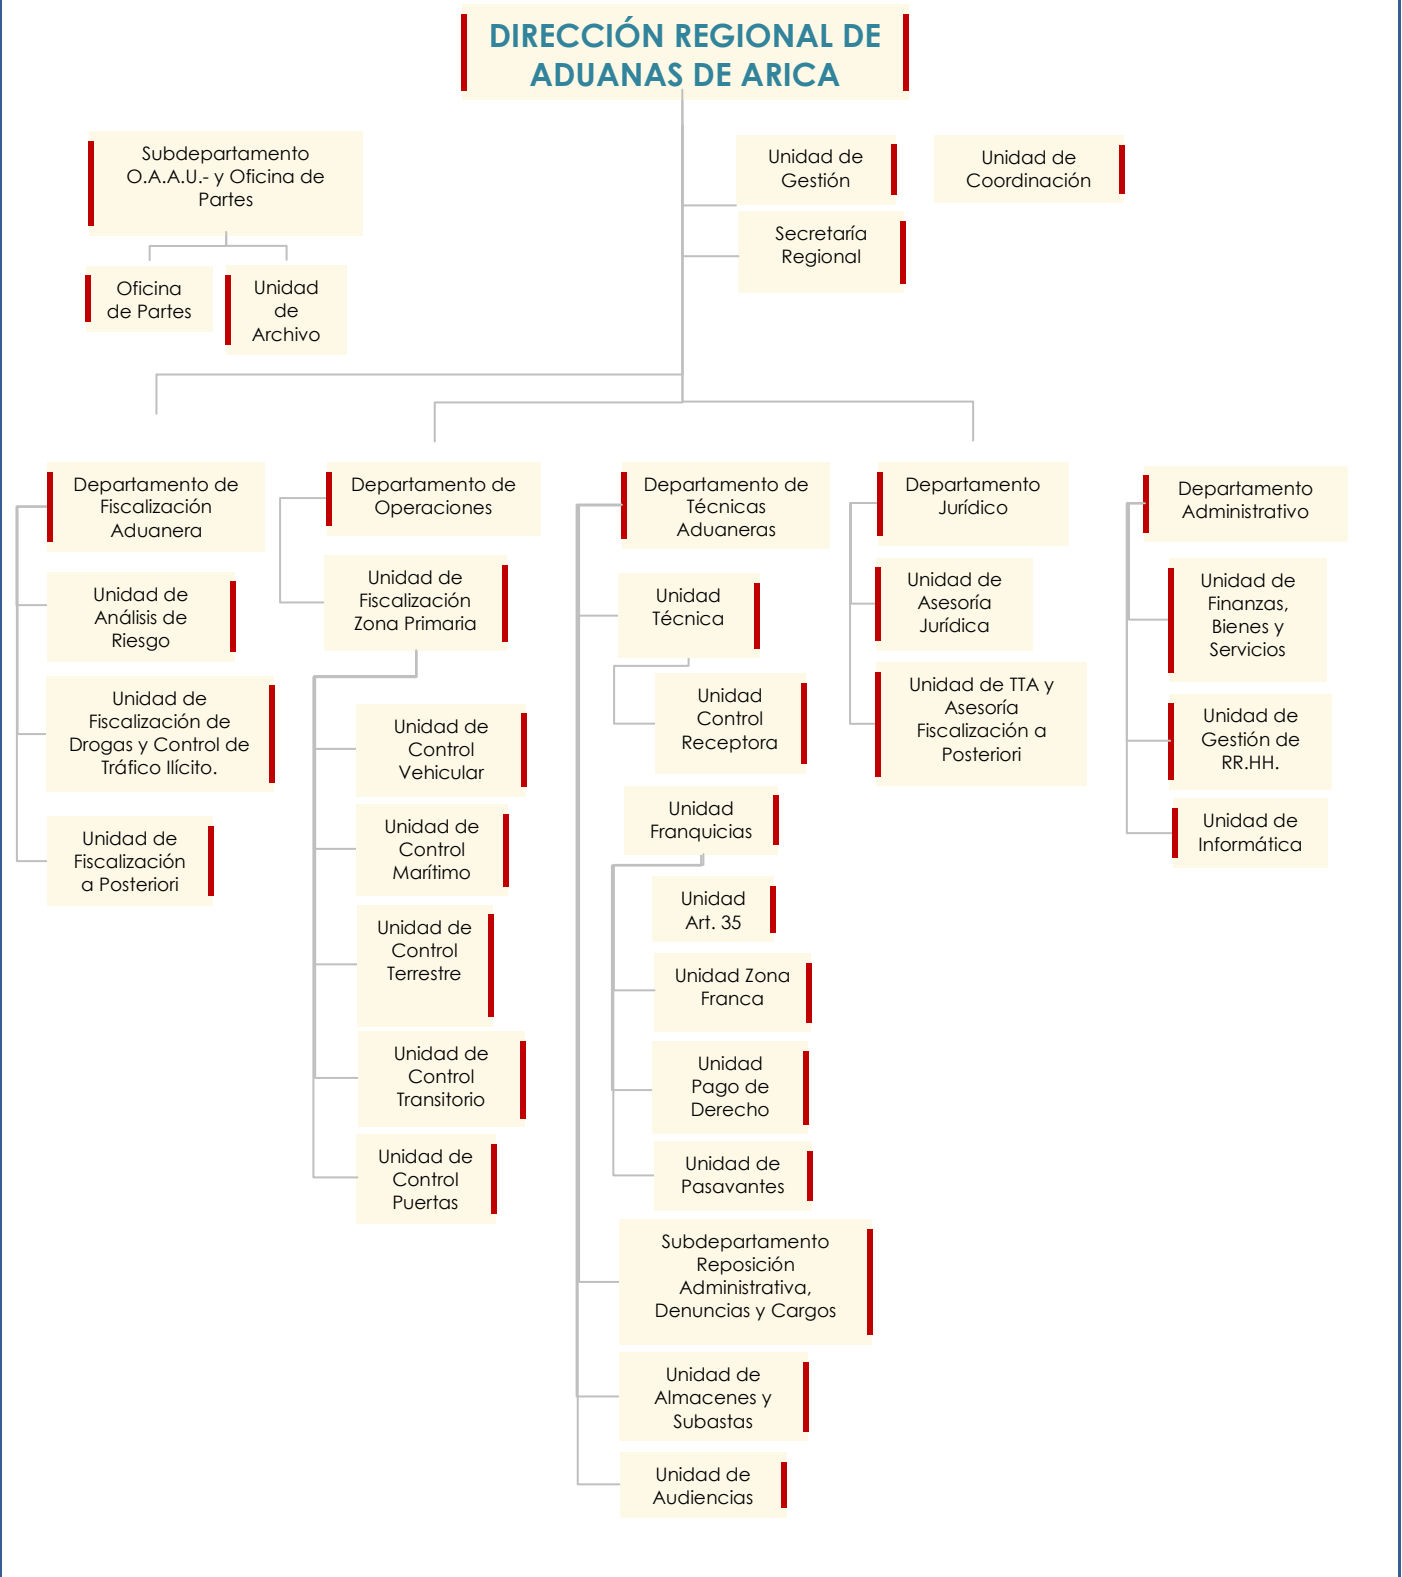 DIRECCIÓN REGIONAL DE
ADUANAS DE ARICA
Subdepartamento
O.A.A.U.- y Oficina de
Partes
Oficina
de Partes
Unidad
de
Archivo
Unidad de
Gestión
Unidad de
Coordinación
Secretaría
Regional
Departamento de
Fiscalización
Aduanera
Unidad de
Análisis de
Riesgo
Unidad de
Fiscalización de
Drogas y Control de
Tráfico Ilícito.
Unidad de
Fiscalización
a Posteriori
Departamento de
Operaciones
Unidad de
Fiscalización
Zona Primaria
Unidad de
Control
Vehicular
Unidad de
Control
Marítimo
Unidad de
Control
Terrestre
Unidad de
Control
Transitorio
Unidad de
Control
Puertas
Departamento de
Técnicas
Aduaneras
Unidad
Técnica
Unidad
Control
Receptora
Unidad
Franquicias
Unidad
Art. 35
Unidad Zona
Franca
Unidad
Pago de
Derecho
Unidad de
Pasavantes
Subdepartamento
Reposición
Administrativa,
Denuncias y Cargos
Unidad de
Almacenes y
Subastas
Unidad de
Audiencias
Departamento
Jurídico
Unidad de
Asesoría
Jurídica
Unidad de TTA y
Asesoría
Fiscalización a
Posteriori
Departamento
Administrativo
Unidad de
Finanzas,
Bienes y
Servicios
Unidad de
Gestión de
RR.HH.
Unidad de
Informática